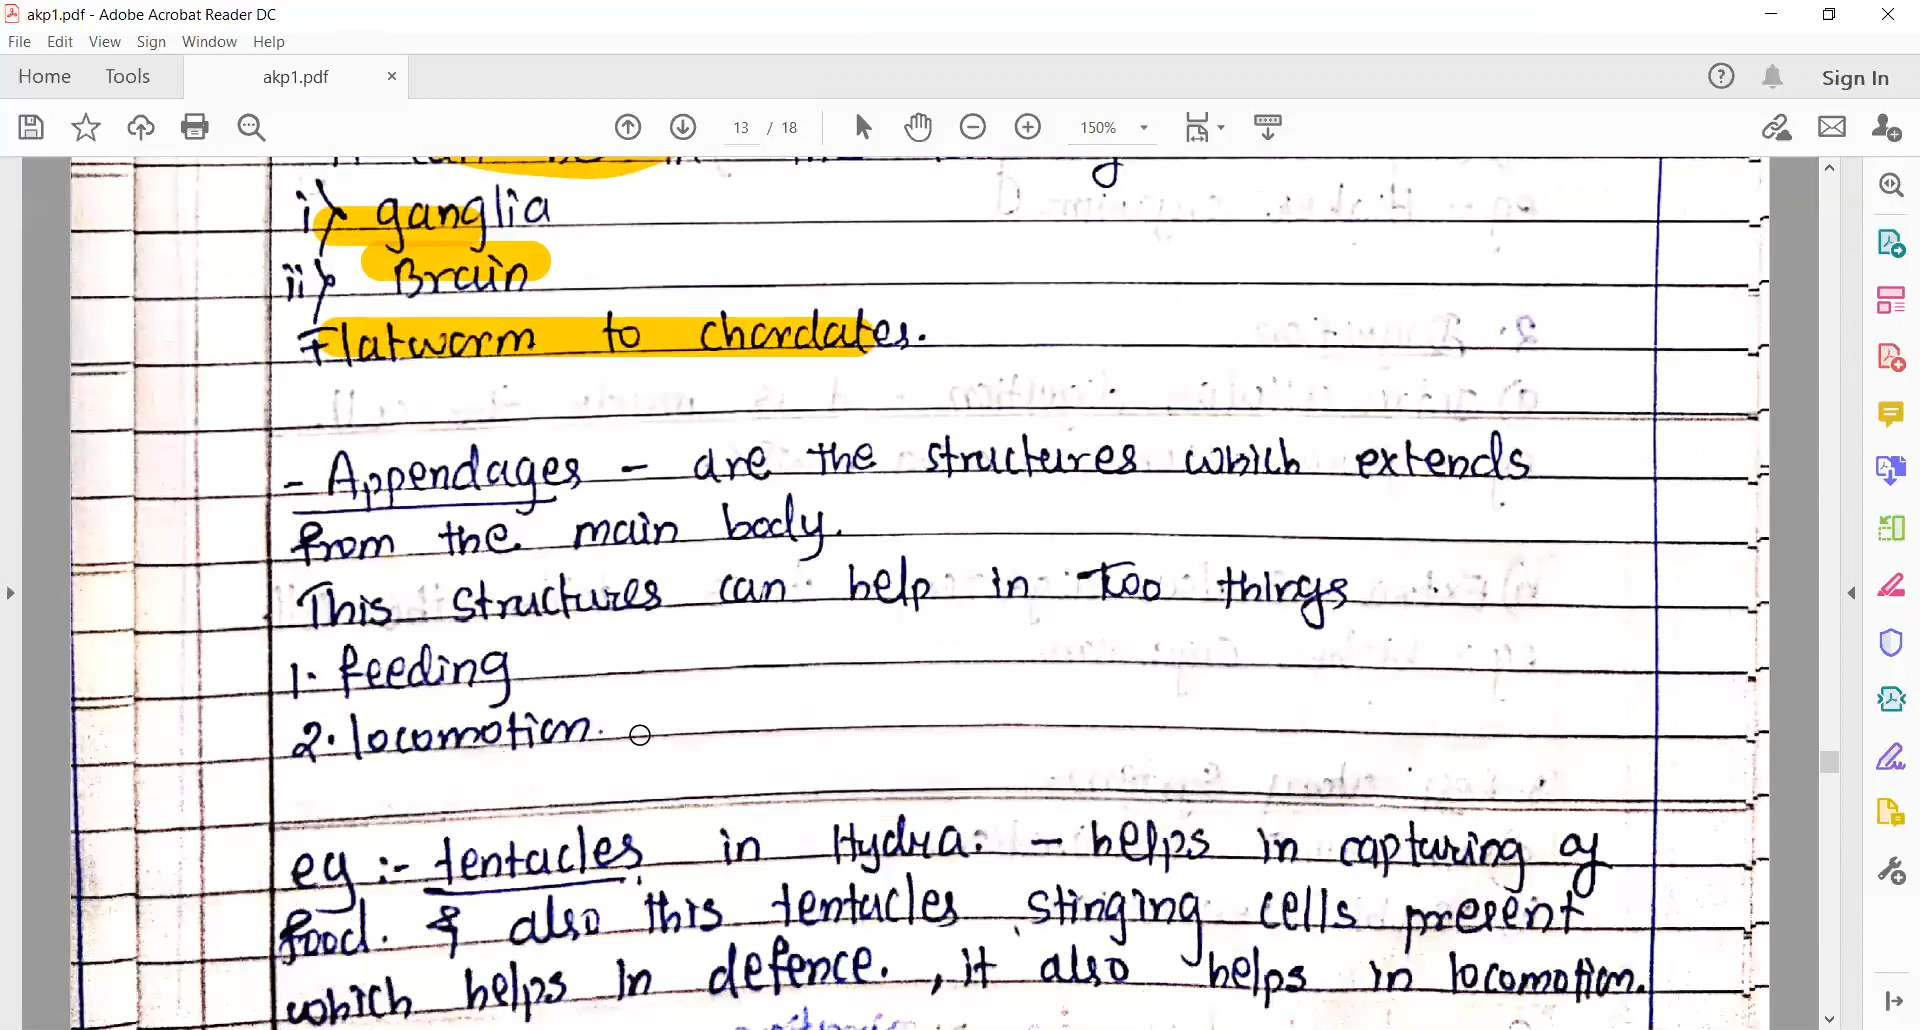 akp1.pdf - Adobe Acrobat Reader DC
File Edit View Sign Window Help
Home Tools akp1.pdf × Sign In
13 / 18 150%
i) ganglia
ii) Brain
Flatworm to chordates.
- Appendages - are the structures which extends
from the main body.
This structures can help in Too things
1. feeding
2. locomotion.
eg :- tentacles in Hydra. - helps in capturing of
food. & also this tentacles stinging cells present
which helps in defence. , it also helps in locomotion.